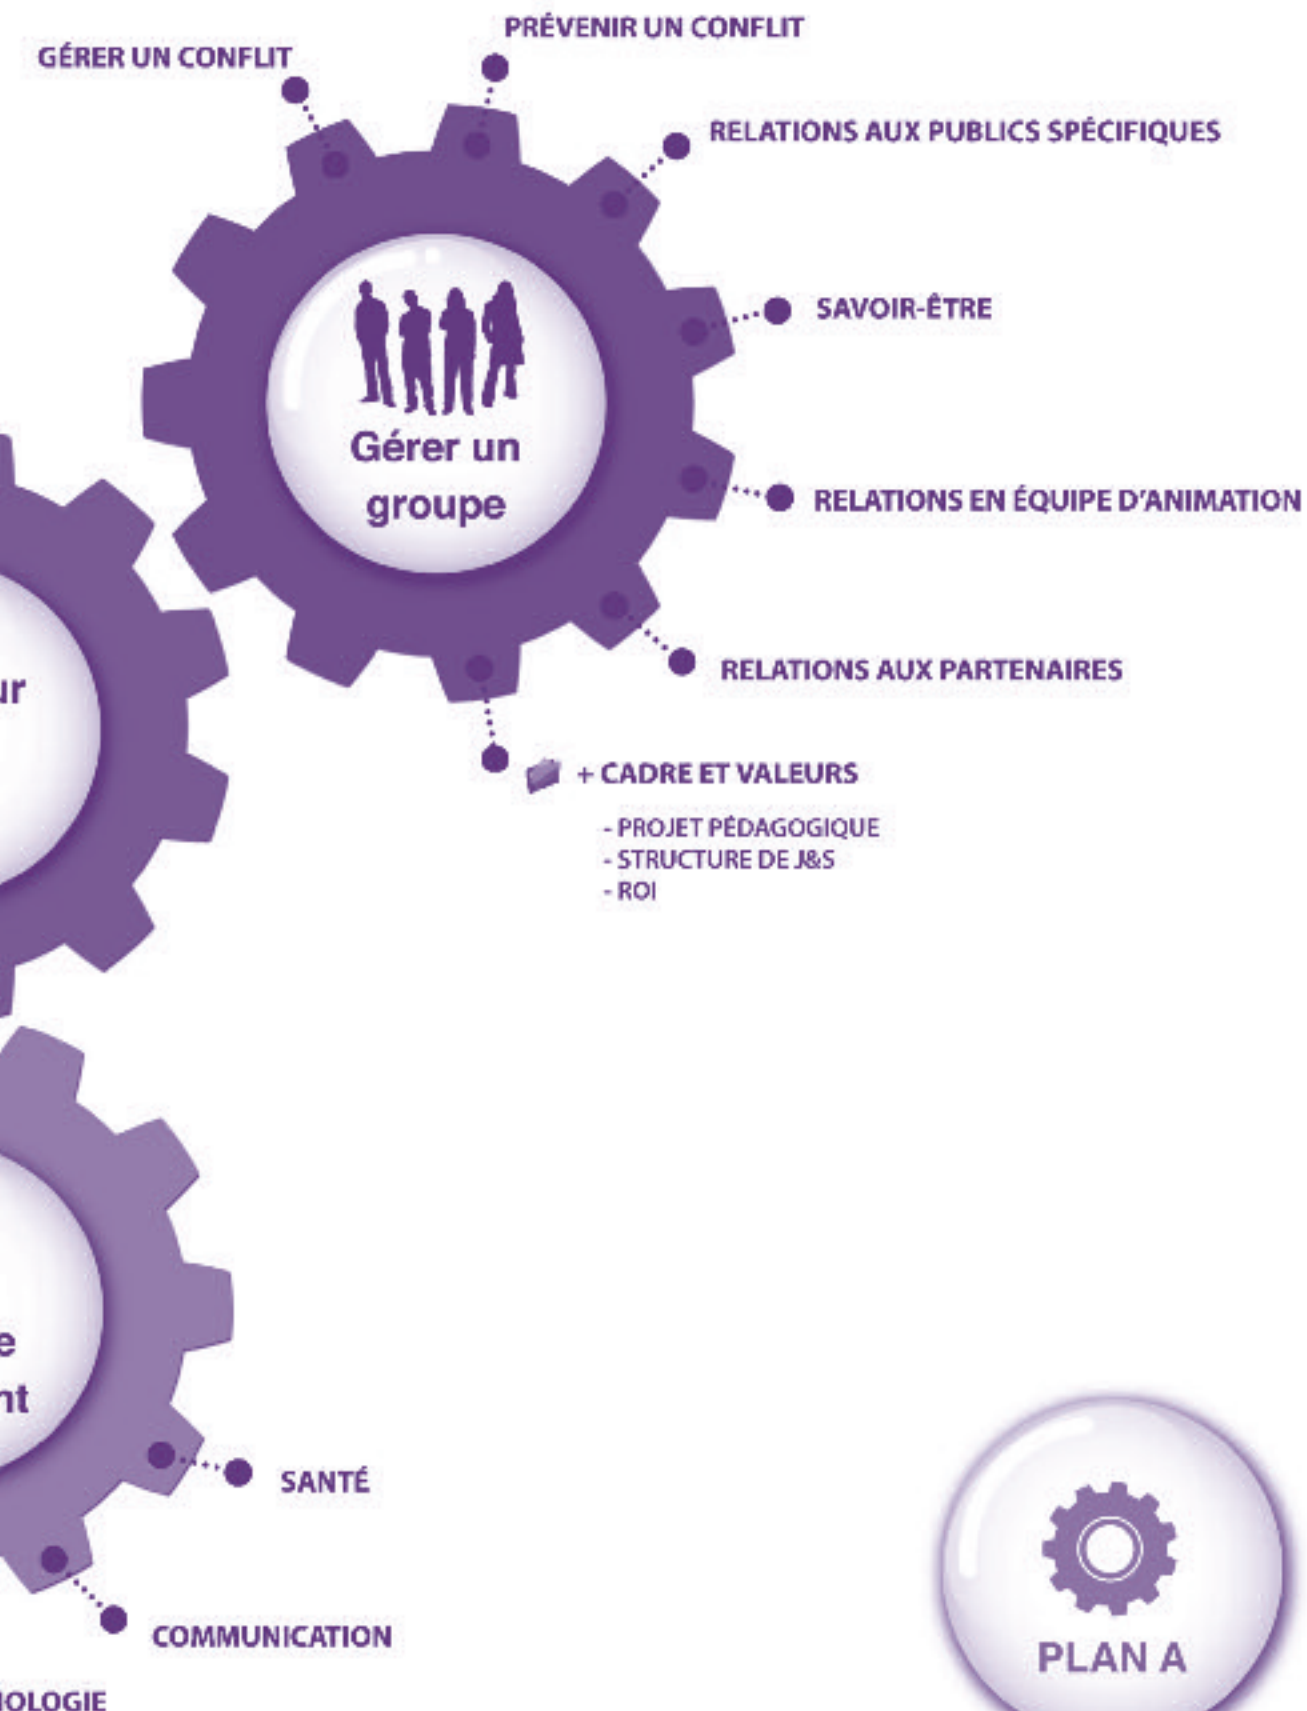 PRÉVENIR UN CONFLIT
GÉRER UN CONFLIT
RELATIONS AUX PUBLICS SPÉCIFIQUES
SAVOIR-ÊTRE
Gérer un
groupe
RELATIONS EN ÉQUIPE D'ANIMATION
RELATIONS AUX PARTENAIRES
+ CADRE ET VALEURS
- PROJET PÉDAGOGIQUE
- STRUCTURE DE J&S
- ROI
SANTÉ
COMMUNICATION
PLAN A